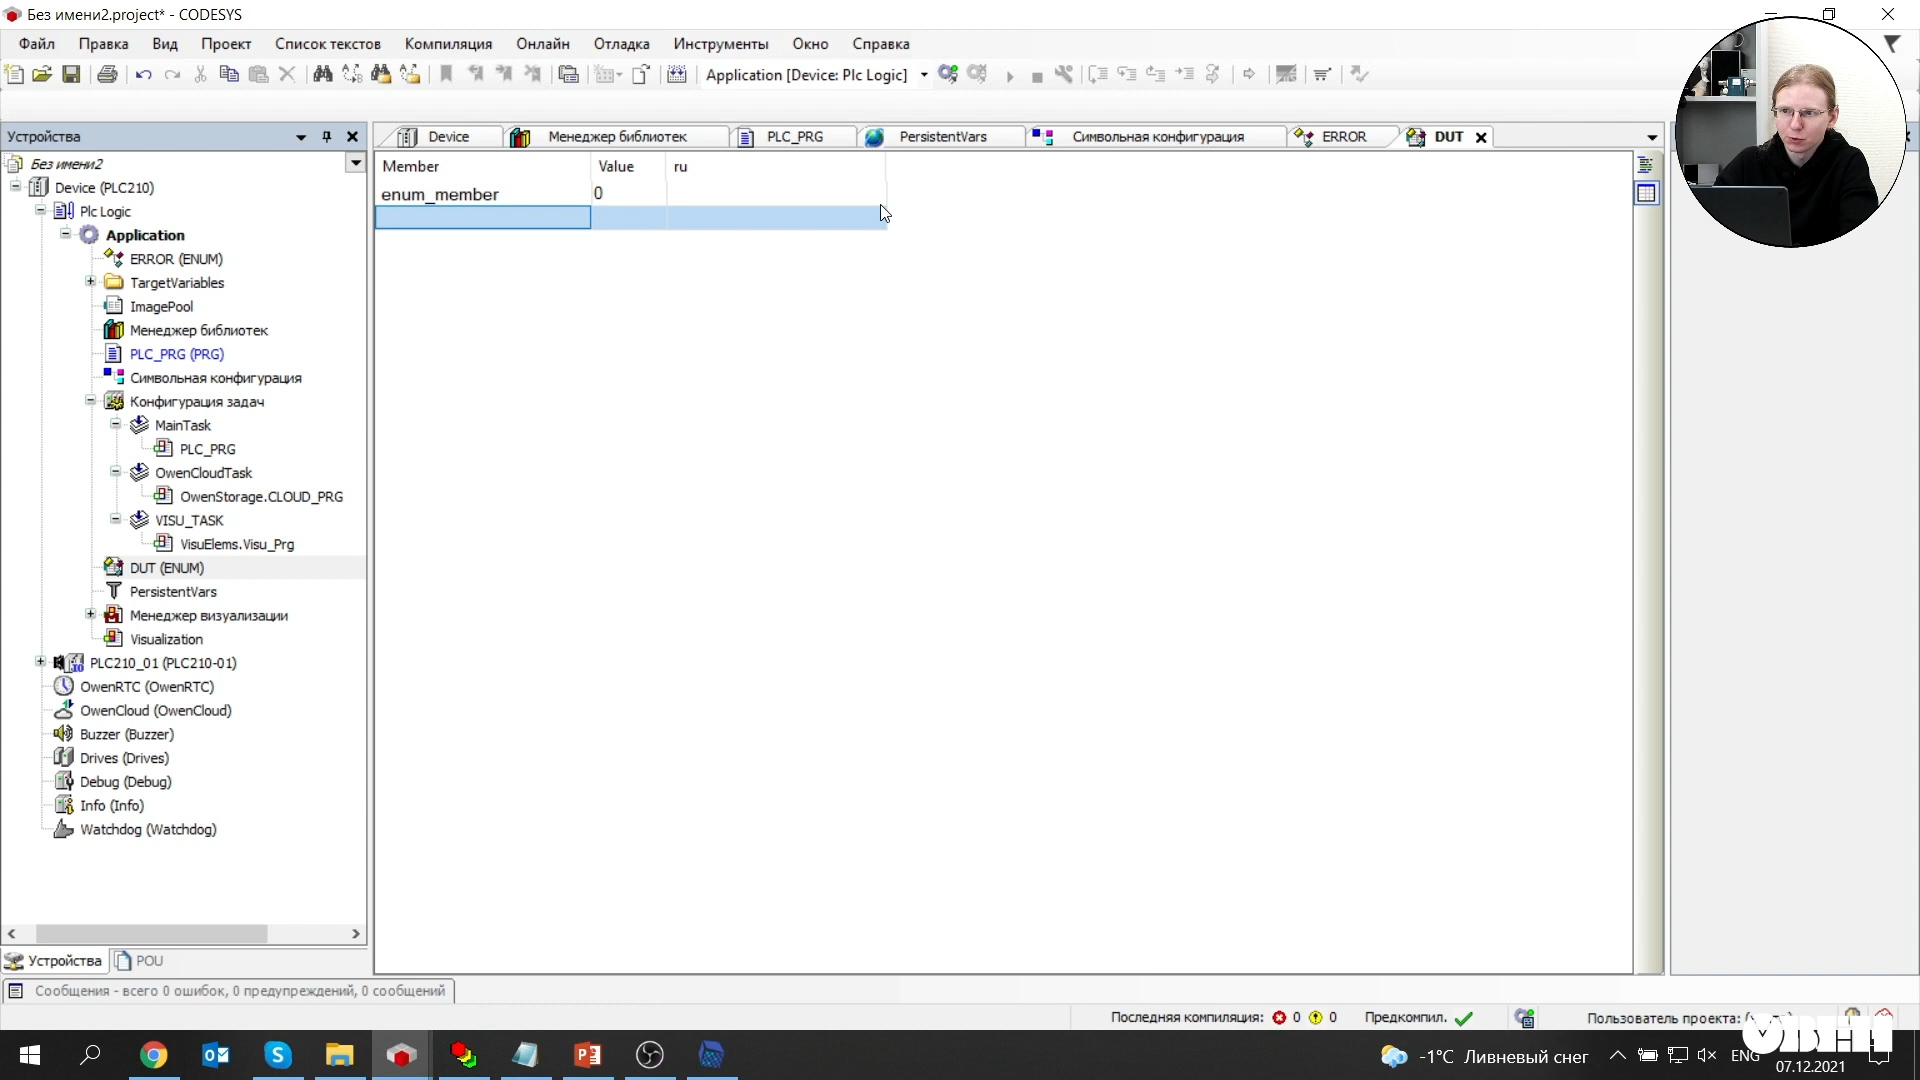 Без имени2.project* - CODESYS
Файл Правка Вид Проект Список текстов Компиляция Онлайн Отладка Инструменты Окно Справка
Application [Device: Plc Logic]
Устройства
Device Менеджер библиотек PLC_PRG PersistentVars Символьная конфигурация ERROR DUT
Без имени2
Member Value ru
enum_member 0
Device (PLC210)
Plc Logic
Application
ERROR (ENUM)
TargetVariables
ImagePool
Менеджер библиотек
PLC_PRG (PRG)
Символьная конфигурация
Конфигурация задач
MainTask
PLC_PRG
OwenCloudTask
OwenStorage.CLOUD_PRG
VISU_TASK
VisuElems.Visu_Prg
DUT (ENUM)
PersistentVars
Менеджер визуализации
Visualization
PLC210_01 (PLC210-01)
OwenRTC (OwenRTC)
OwenCloud (OwenCloud)
Buzzer (Buzzer)
Drives (Drives)
Debug (Debug)
Info (Info)
Watchdog (Watchdog)
Устройства POU
Сообщения - всего 0 ошибок, 0 предупреждений, 0 сообщений
Последняя компиляция: 0 0 Предкомпил. Пользователь проекта:
-1°C Ливневый снег ENG
ОВЕН
07.12.2021